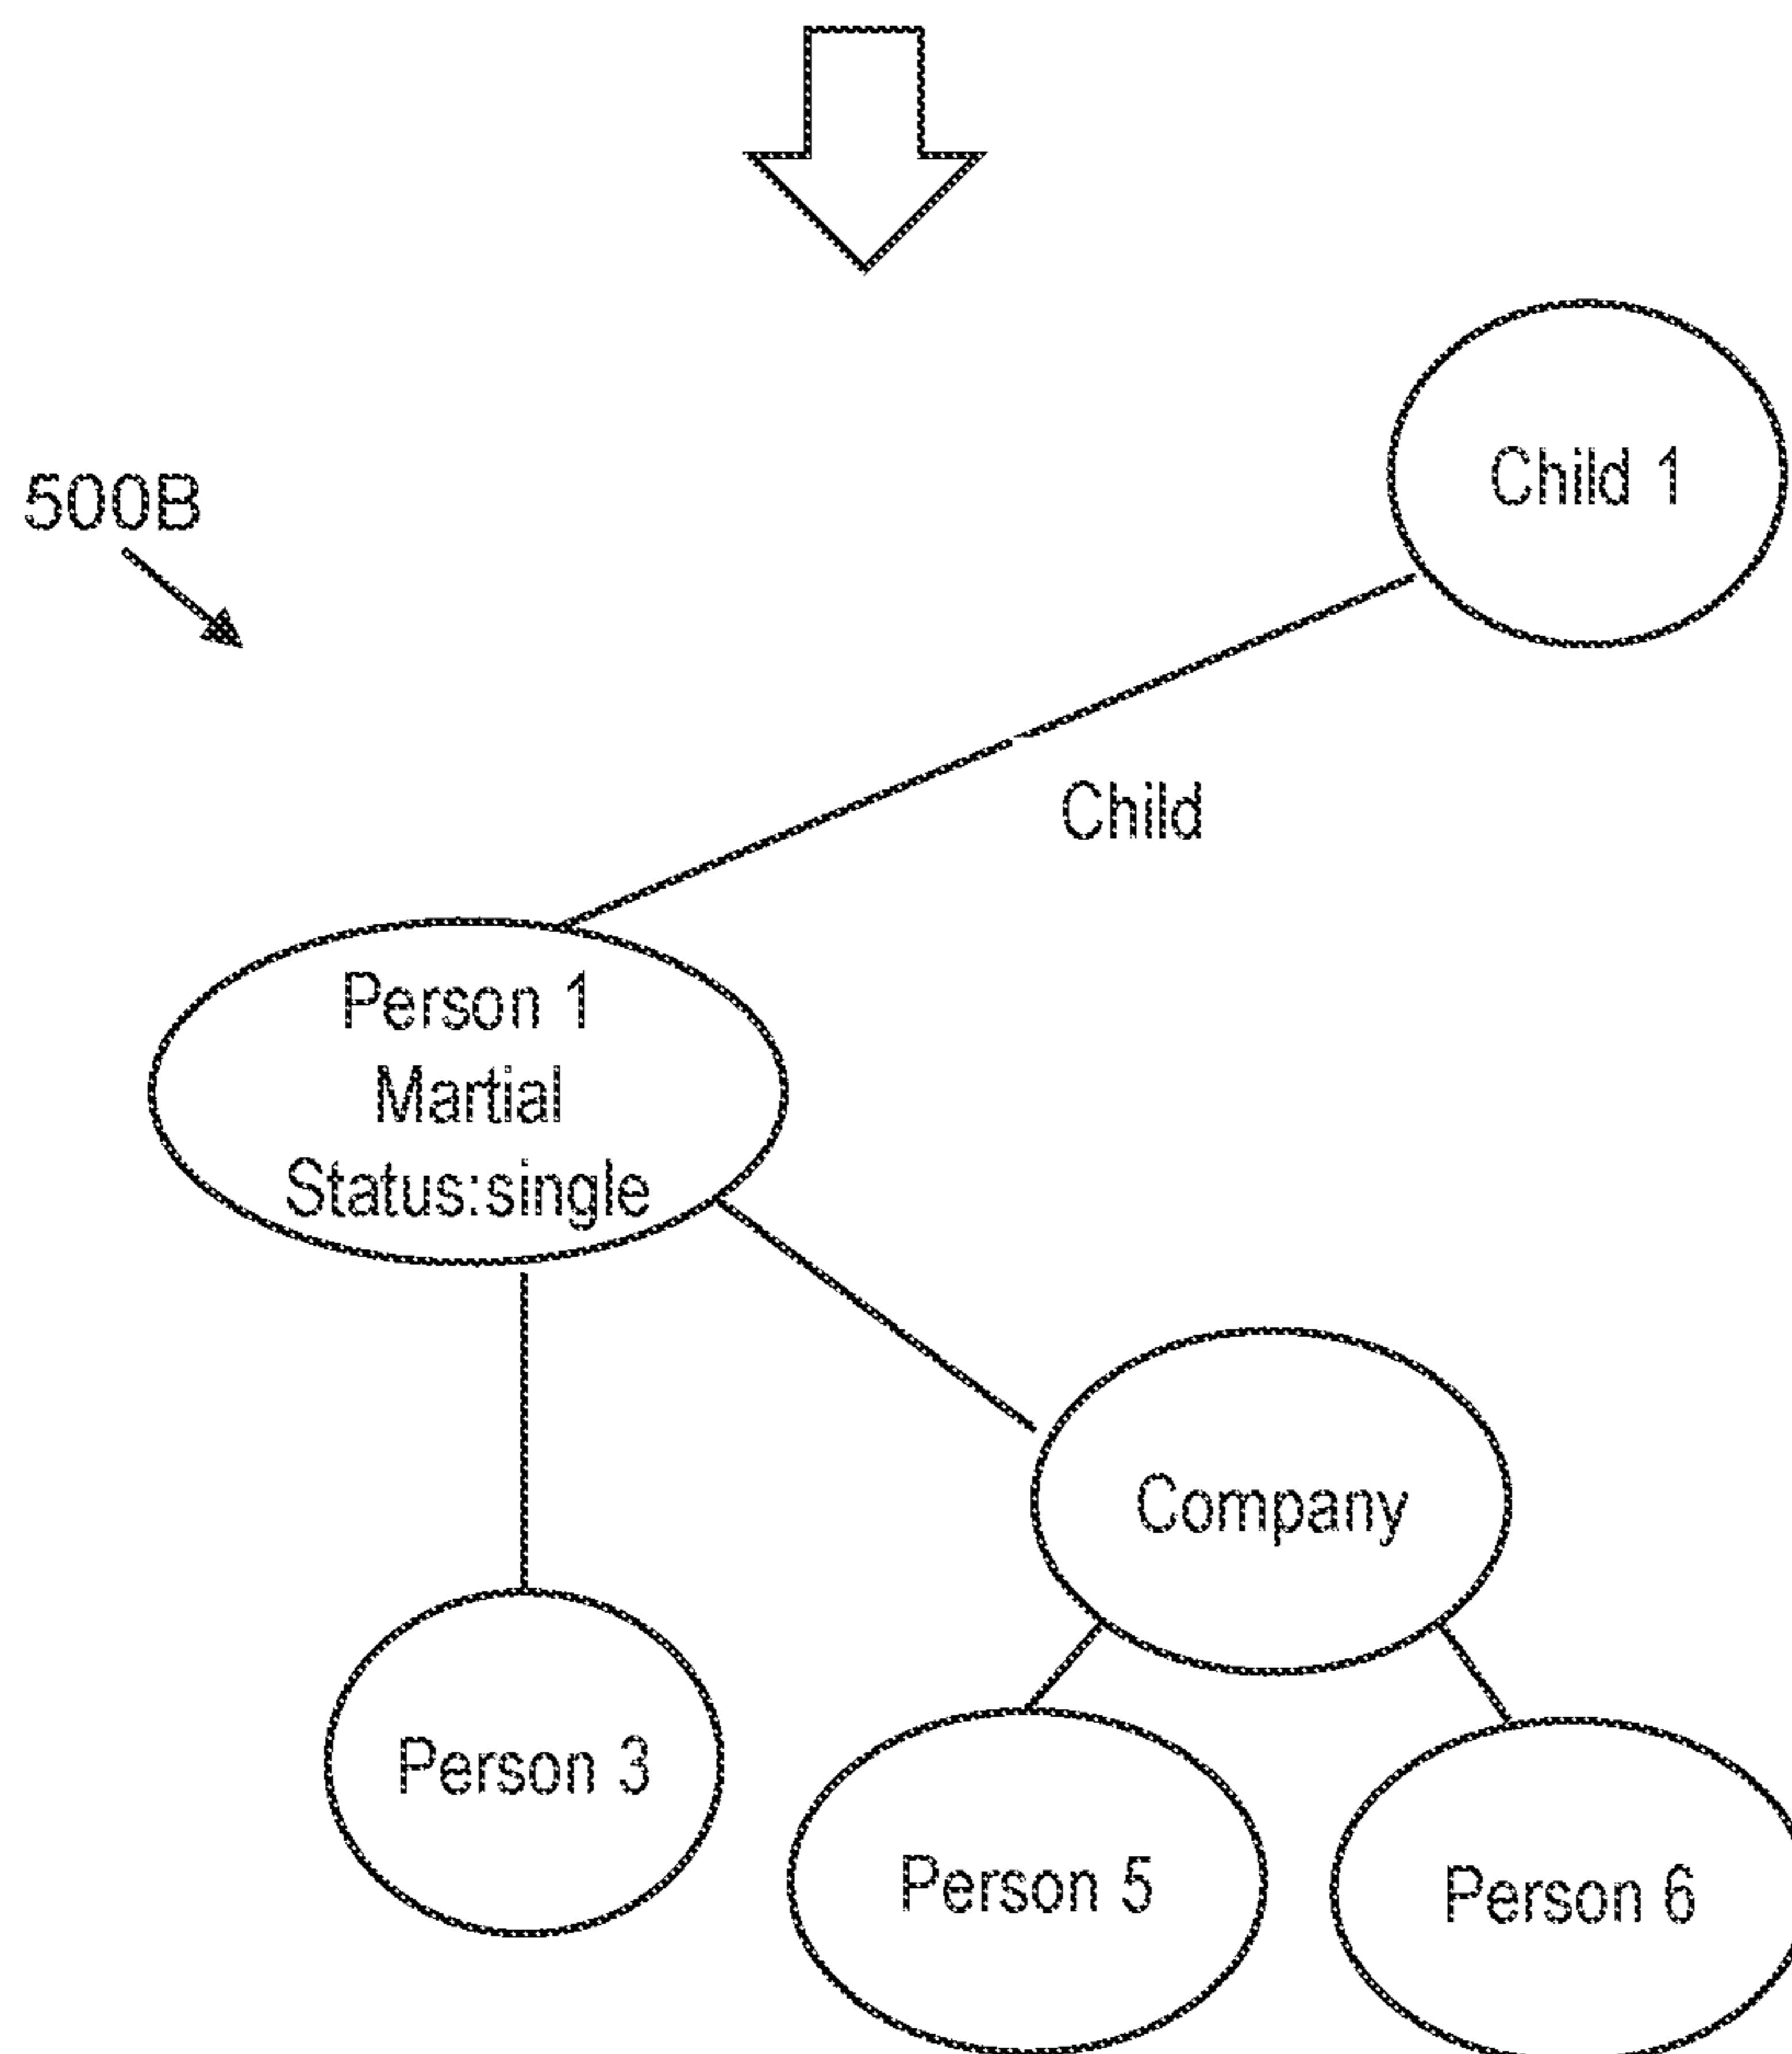 Child 1
500B
Child
Person 1
Martial
Status:single
Company
Person 3
Person 5
Person 6